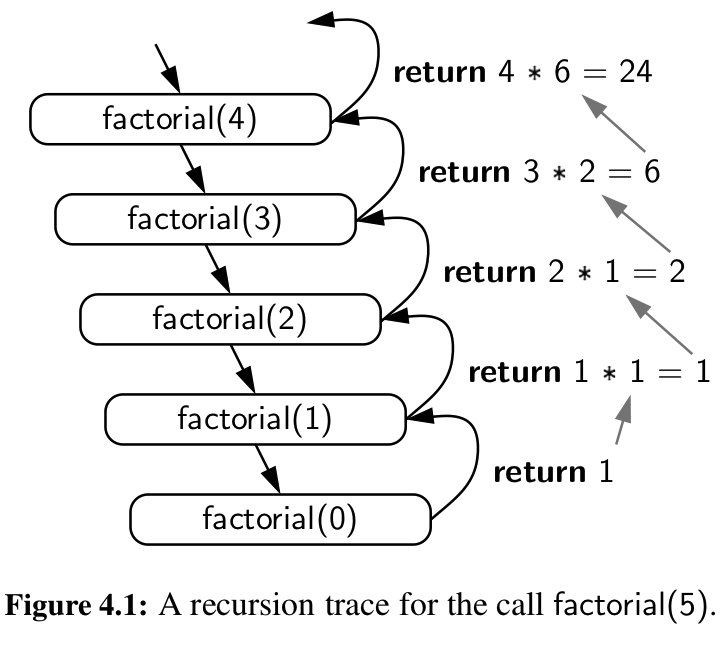 return 4 ∗ 6 = 24
factorial(4)
return 3 ∗ 2 = 6
factorial(3)
return 2 ∗ 1 = 2
factorial(2)
return 1 ∗ 1 = 1
factorial(1)
return 1
factorial(0)
Figure 4.1: A recursion trace for the call factorial(5).